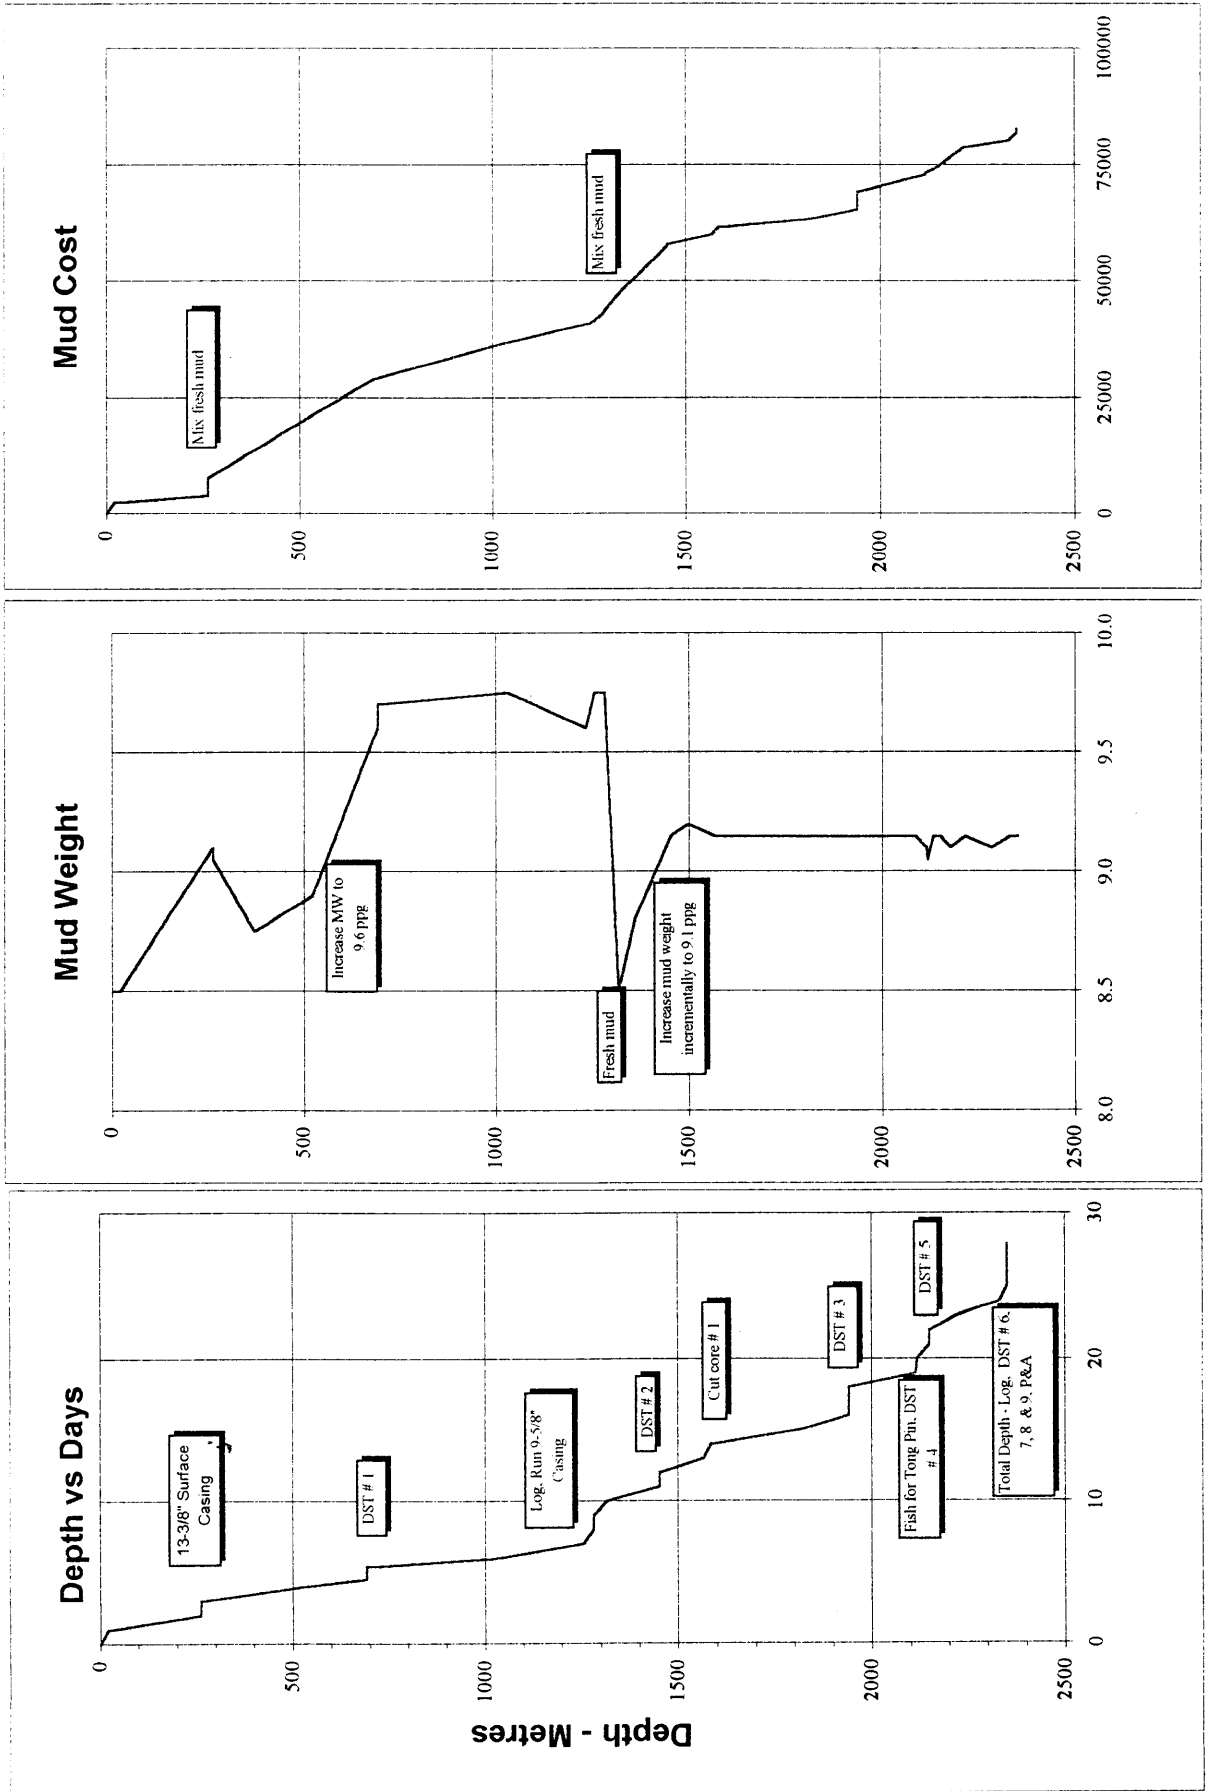 Depth vs Days
Depth - Metres
0
500
1000
1500
2000
2500
0
10
20
30
13-3/8" Surface
Casing
DST # 1
Log, Run 9-5/8"
Casing
DST # 2
Cut core # 1
DST # 3
Fish for Tong Pin, DST
# 4
DST # 5
Total Depth - Log, DST # 6,
7, 8 & 9. P&A
Mud Weight
0
500
1000
1500
2000
2500
8.0
8.5
9.0
9.5
10.0
Increase MW to
9.6 ppg
Fresh mud
Increase mud weight
incrementally to 9.1 ppg
Mud Cost
0
500
1000
1500
2000
2500
0
25000
50000
75000
100000
Mix fresh mud
Mix fresh mud